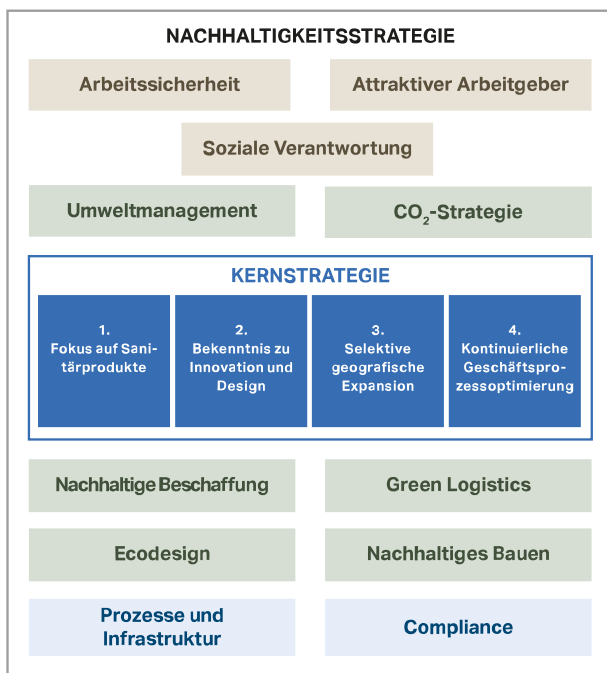 NACHHALTIGKEITSSTRATEGIE
Arbeitssicherheit
Attraktiver Arbeitgeber
Soziale Verantwortung
Umweltmanagement
CO₂-Strategie
KERNSTRATEGIE
1.
Fokus auf Sani-
tärprodukte
2.
Bekenntnis zu
Innovation und
Design
3.
Selektive
geografische
Expansion
4.
Kontinuierliche
Geschäftspro-
zessoptimierung
Nachhaltige Beschaffung
Green Logistics
Ecodesign
Nachhaltiges Bauen
Prozesse und
Infrastruktur
Compliance